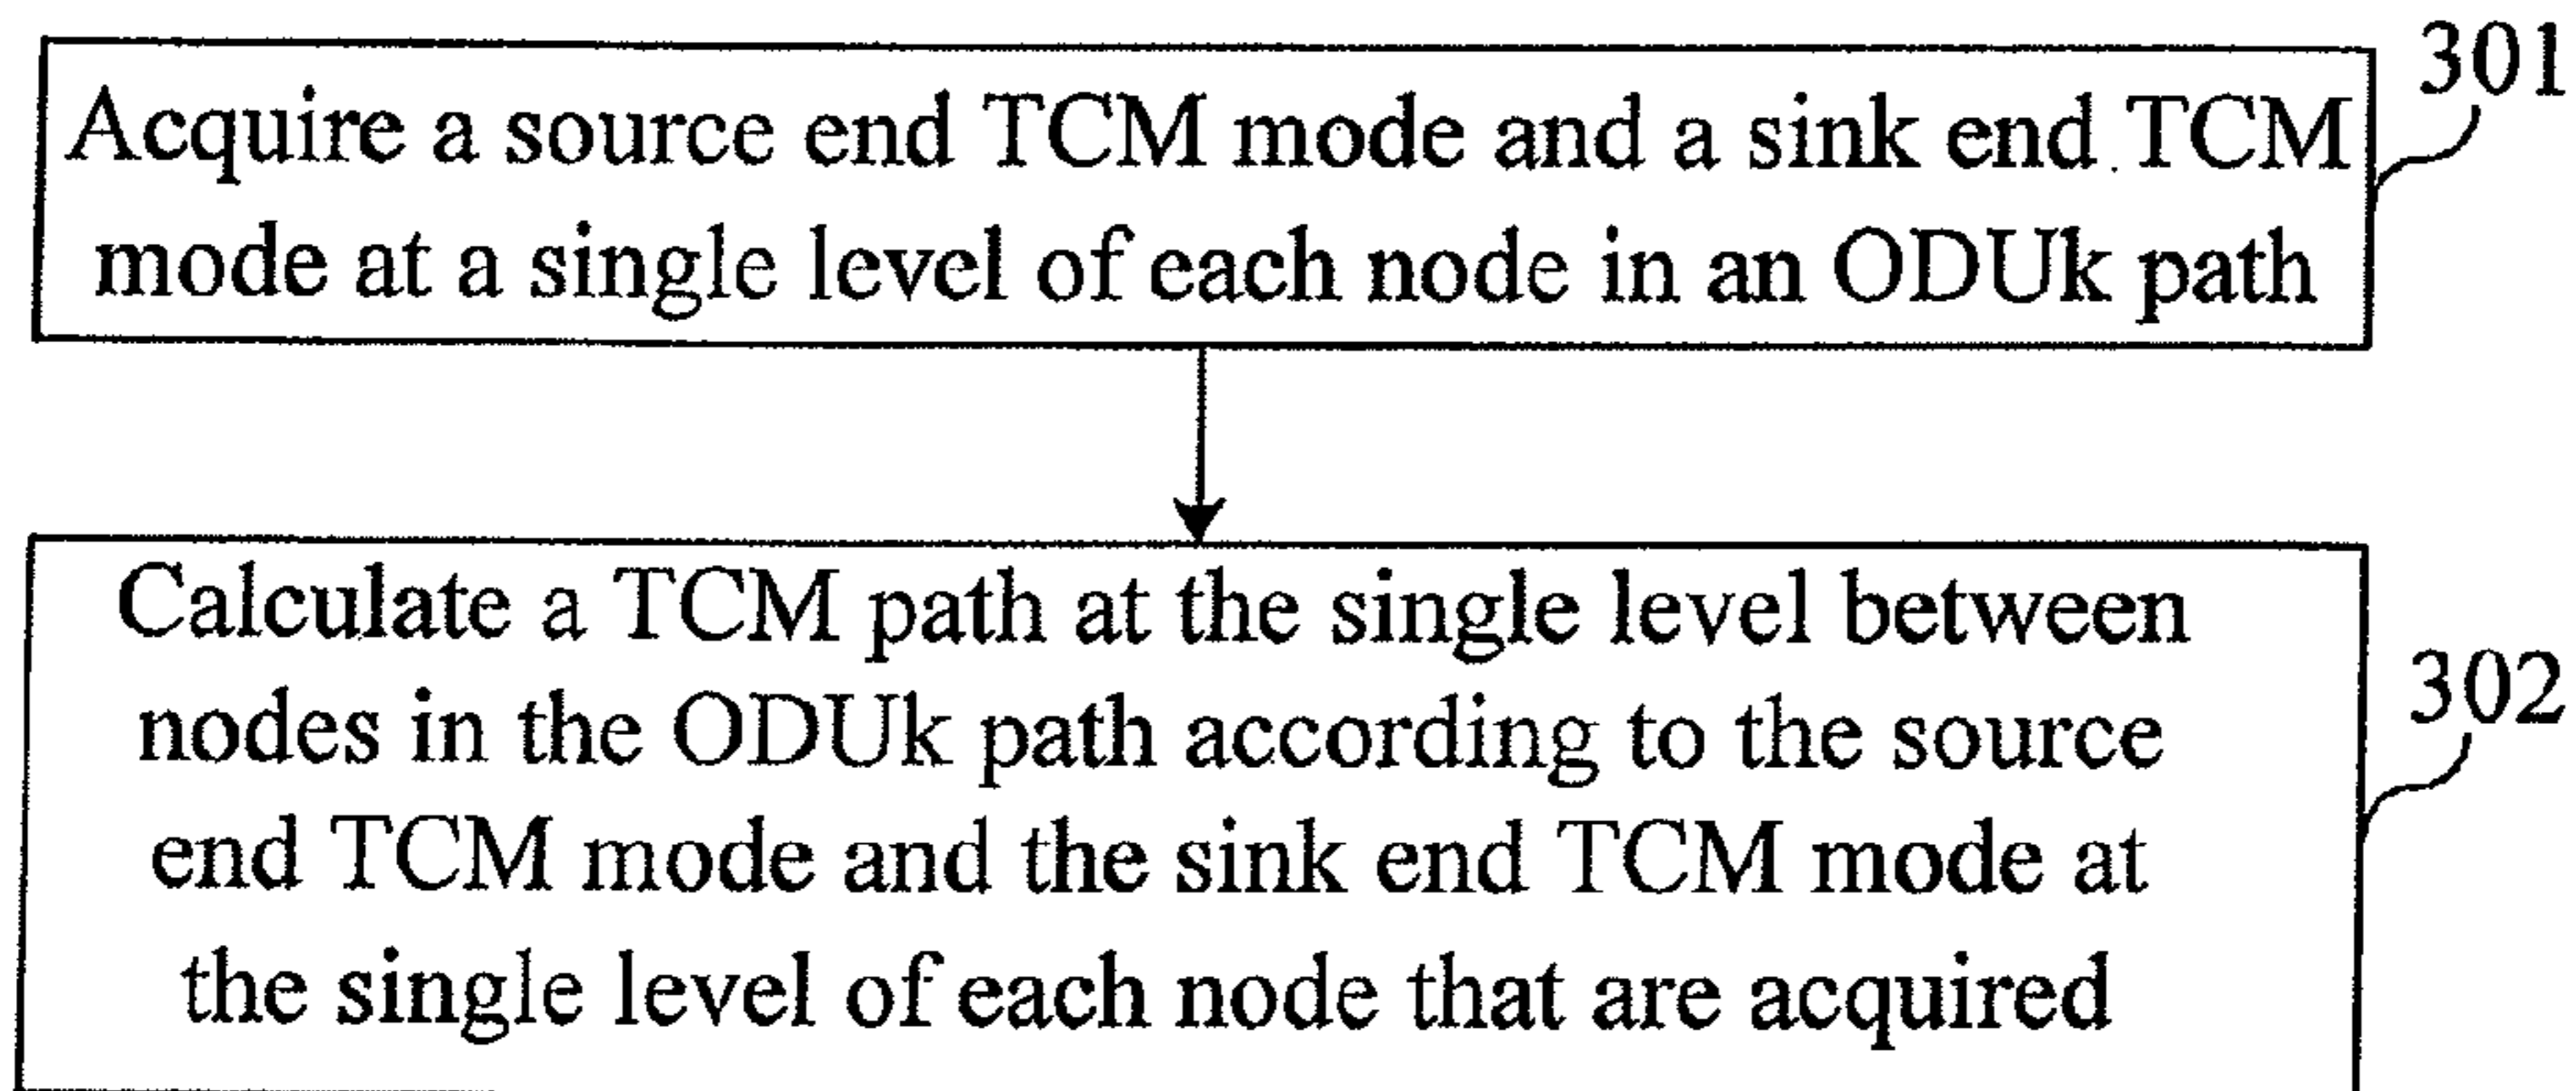 Acquire a source end TCM mode and a sink end TCM
mode at a single level of each node in an ODUk path
301
Calculate a TCM path at the single level between
nodes in the ODUk path according to the source
end TCM mode and the sink end TCM mode at
the single level of each node that are acquired
302